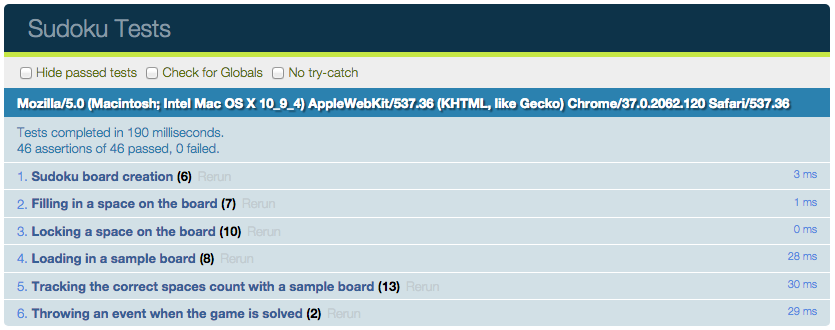 Sudoku Tests
Hide passed tests Check for Globals No try-catch
Mozilla/5.0 (Macintosh; Intel Mac OS X 10_9_4) AppleWebKit/537.36 (KHTML, like Gecko) Chrome/37.0.2062.120 Safari/537.36
Tests completed in 190 milliseconds.
46 assertions of 46 passed, 0 failed.
1. Sudoku board creation (6) Rerun 3 ms
2. Filling in a space on the board (7) Rerun 1 ms
3. Locking a space on the board (10) Rerun 0 ms
4. Loading in a sample board (8) Rerun 28 ms
5. Tracking the correct spaces count with a sample board (13) Rerun 30 ms
6. Throwing an event when the game is solved (2) Rerun 29 ms